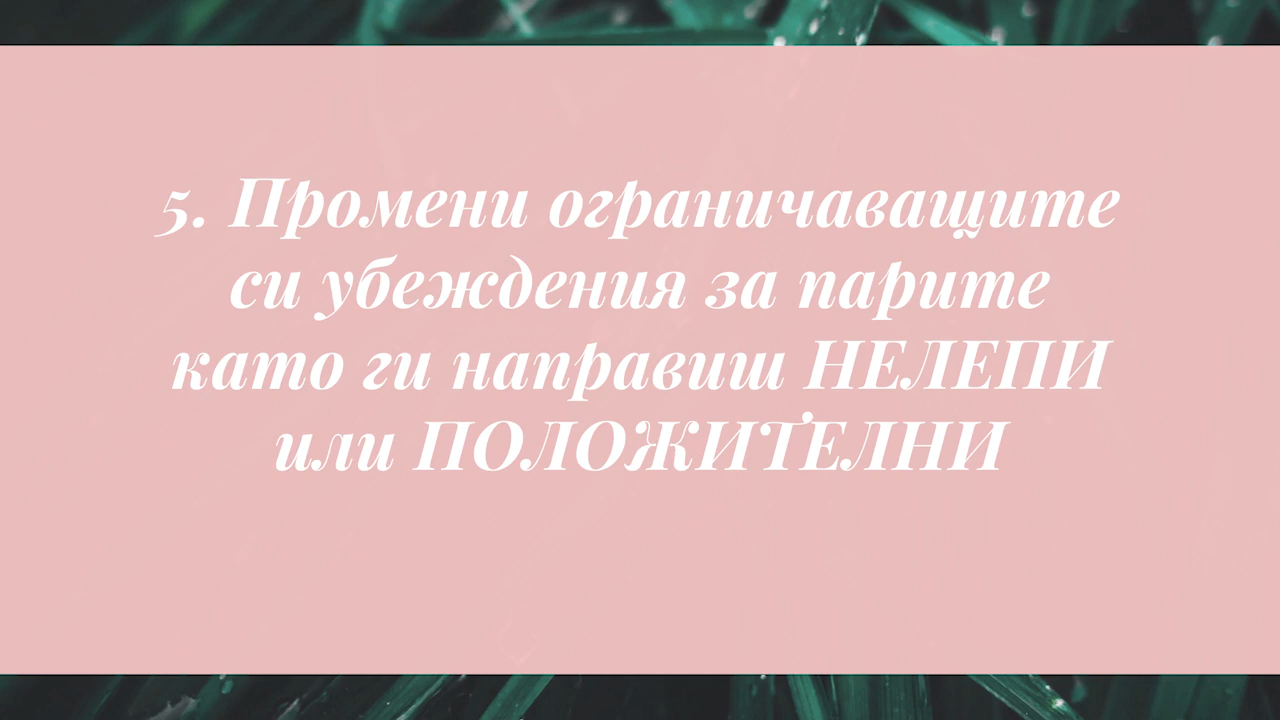 5. Промени ограничаващите
си убеждения за парите
като ги направиш НЕЛЕПИ
или ПОЛОЖИТЕЛНИ